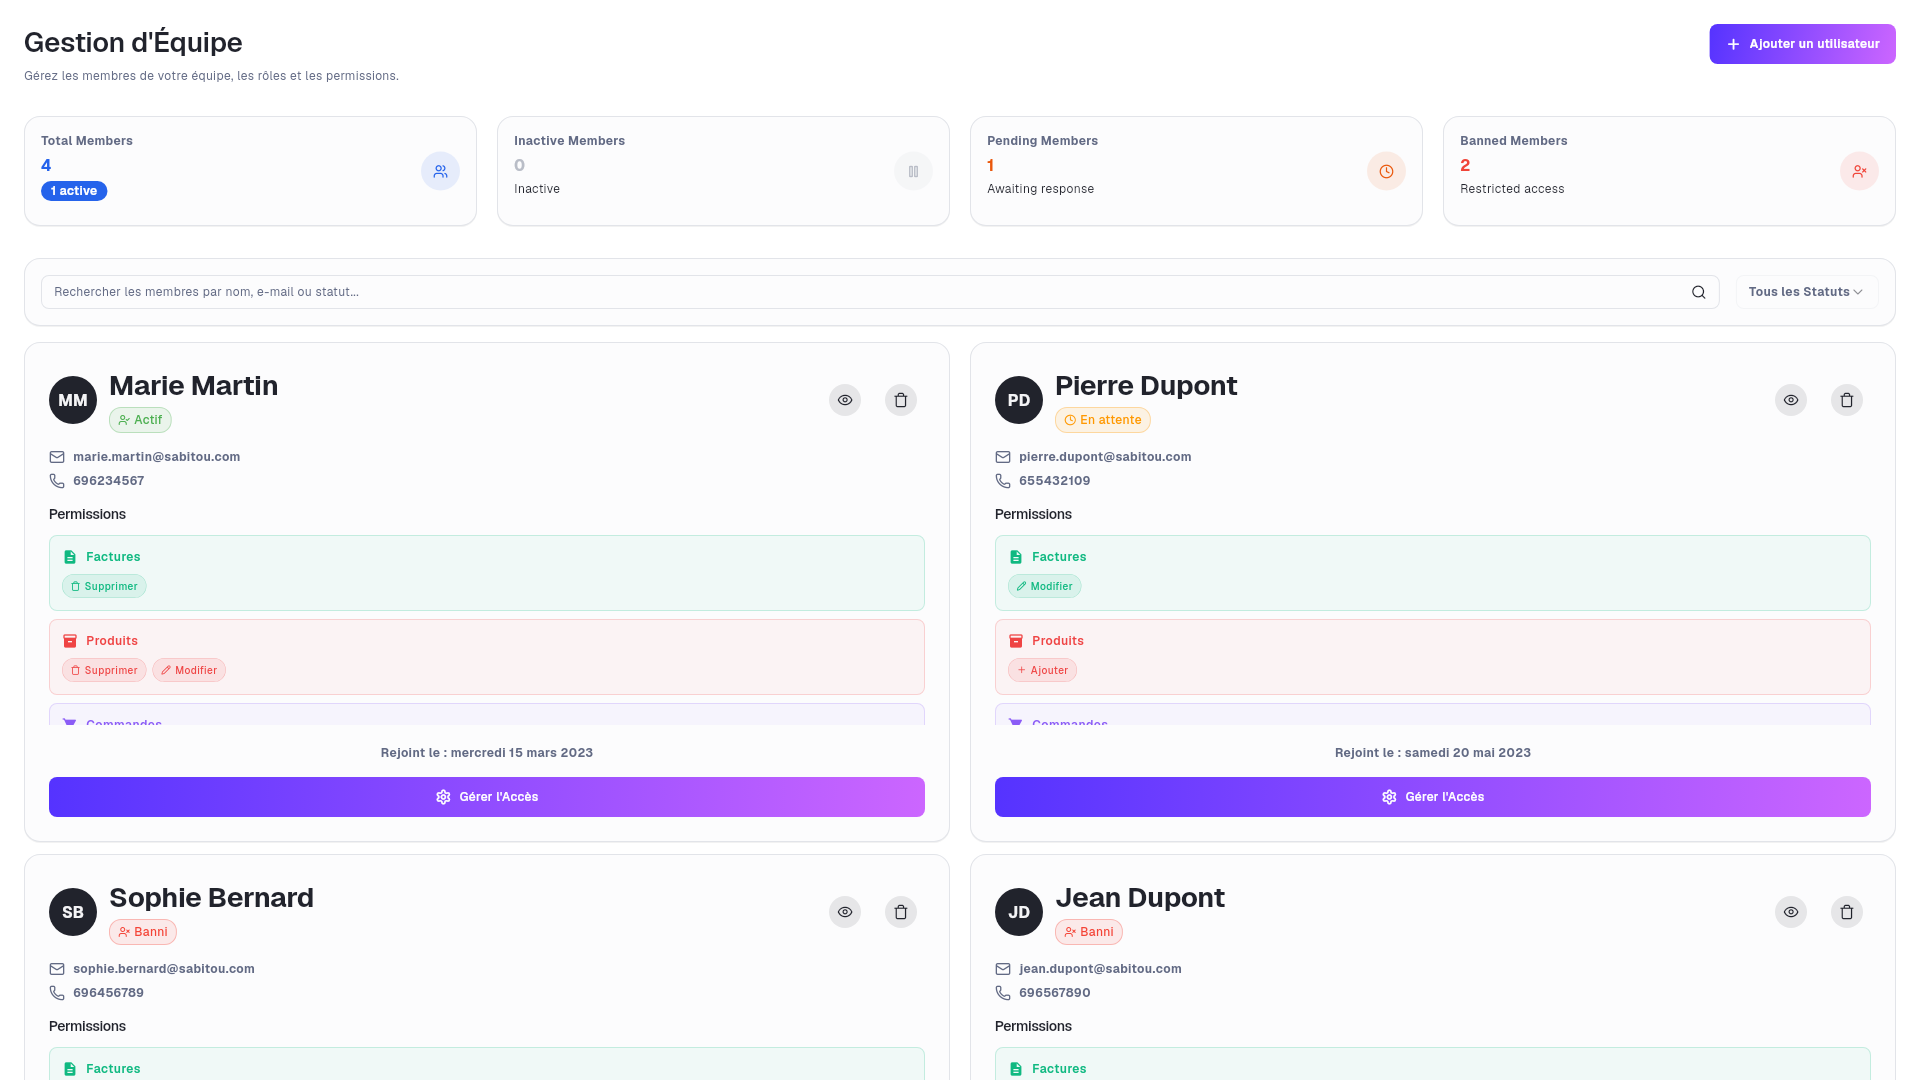 Gestion d'Équipe
Ajouter un utilisateur
Gérez les membres de votre équipe, les rôles et les permissions.
Total Members
4
1 active
Inactive Members
0
Inactive
Pending Members
1
Awaiting response
Banned Members
2
Restricted access
Rechercher les membres par nom, e-mail ou statut...
Tous les Statuts
MM
Marie Martin
Actif
marie.martin@sabitou.com
696234567
Permissions
Factures
Supprimer
Produits
Supprimer Modifier
Commandes
Rejoint le : mercredi 15 mars 2023
Gérer l'Accès
PD
Pierre Dupont
En attente
pierre.dupont@sabitou.com
655432109
Permissions
Factures
Modifier
Produits
Ajouter
Commandes
Rejoint le : samedi 20 mai 2023
Gérer l'Accès
SB
Sophie Bernard
Banni
sophie.bernard@sabitou.com
696456789
Permissions
Factures
JD
Jean Dupont
Banni
jean.dupont@sabitou.com
696567890
Permissions
Factures